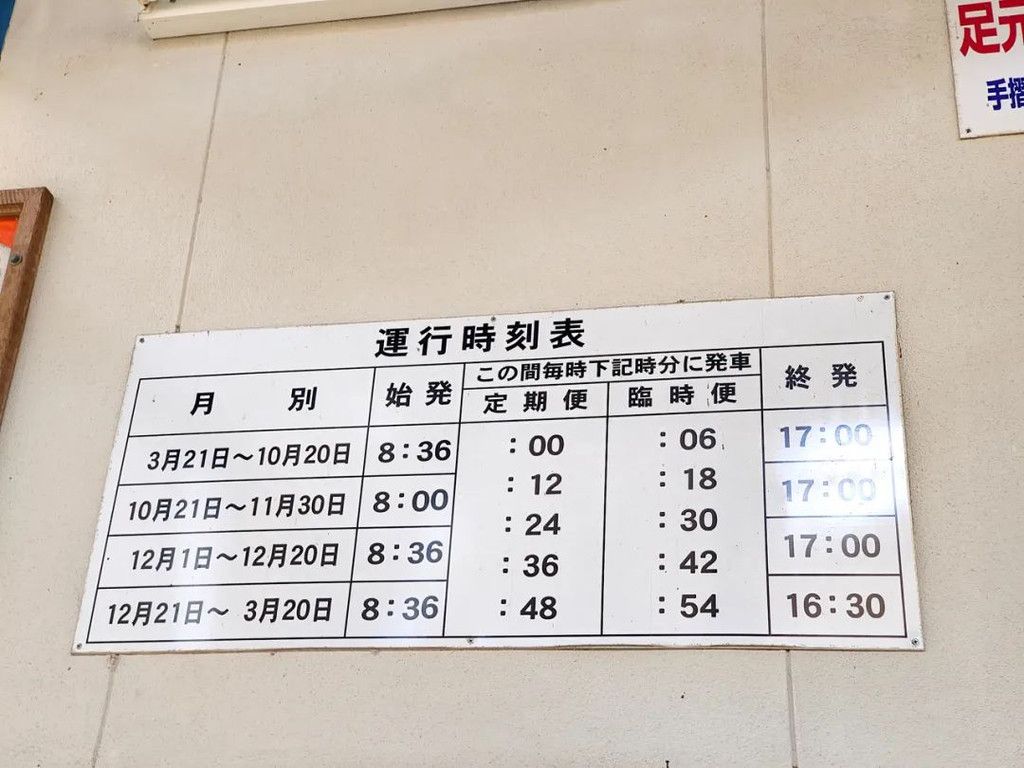 足元
手摺
運行時刻表
月別 始発 この間毎時下記時分に発車 終発
定期便 臨時便
3月21日～10月20日 8:36 :00 :06 17:00
10月21日～11月30日 8:00 :12 :18 17:00
:24 :30
12月1日～12月20日 8:36 :36 :42 17:00
12月21日～3月20日 8:36 :48 :54 16:30